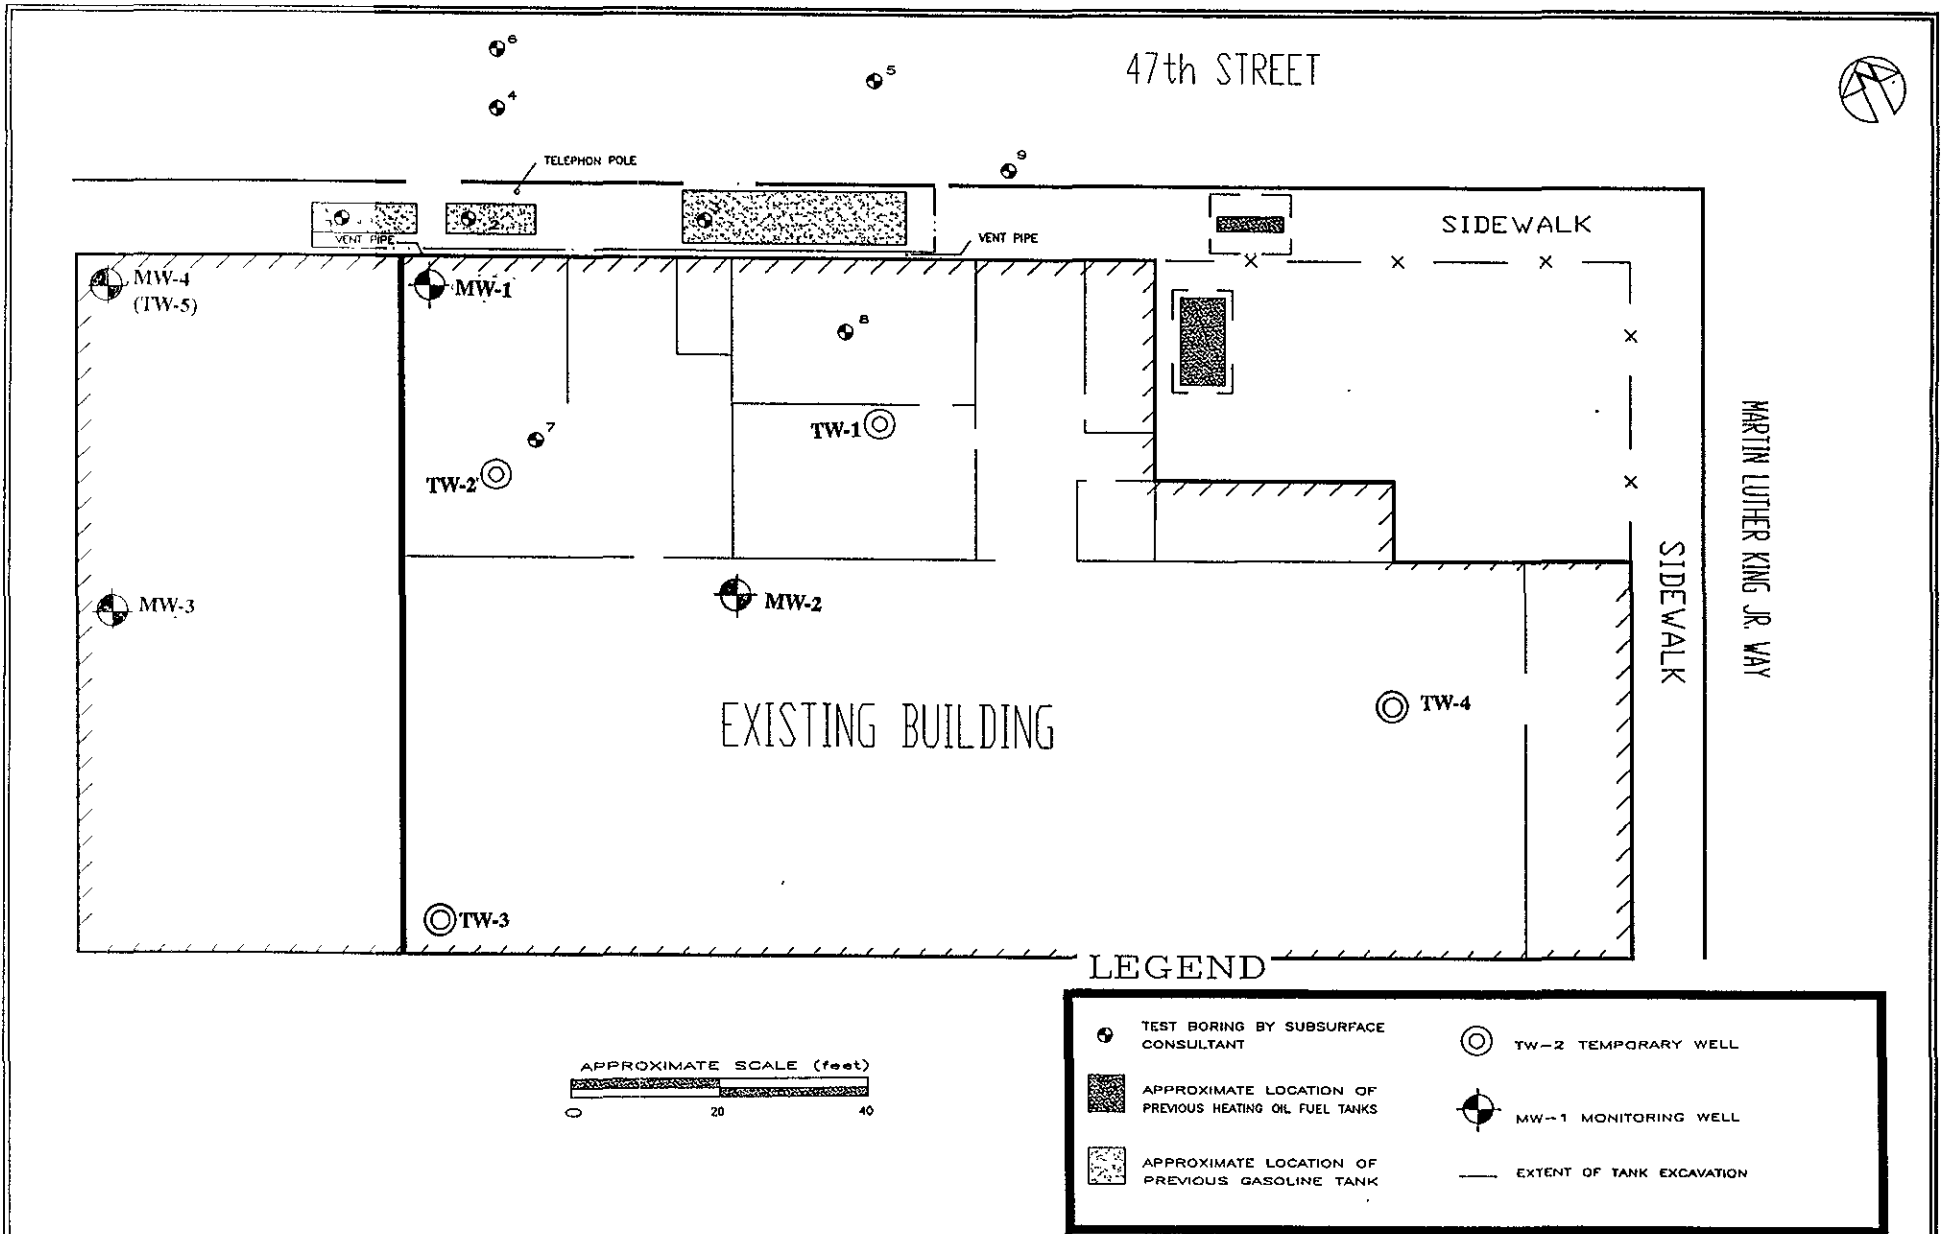 6
47th STREET
5
4
9
TELEPHON POLE
2
SIDEWALK
VENT PIPE
VENT PIPE
MW-4
(TW-5)
MW-1
8
TW-1
7
TW-2
MARTIN LUTHER KING JR. WAY
SIDEWALK
MW-3
MW-2
TW-4
EXISTING BUILDING
TW-3
LEGEND
TEST BORING BY SUBSURFACE
CONSULTANT
TW-2 TEMPORARY WELL
APPROXIMATE SCALE (feet)
0 20 40
APPROXIMATE LOCATION OF
PREVIOUS HEATING OIL FUEL TANKS
MW-1 MONITORING WELL
APPROXIMATE LOCATION OF
PREVIOUS GASOLINE TANK
EXTENT OF TANK EXCAVATION